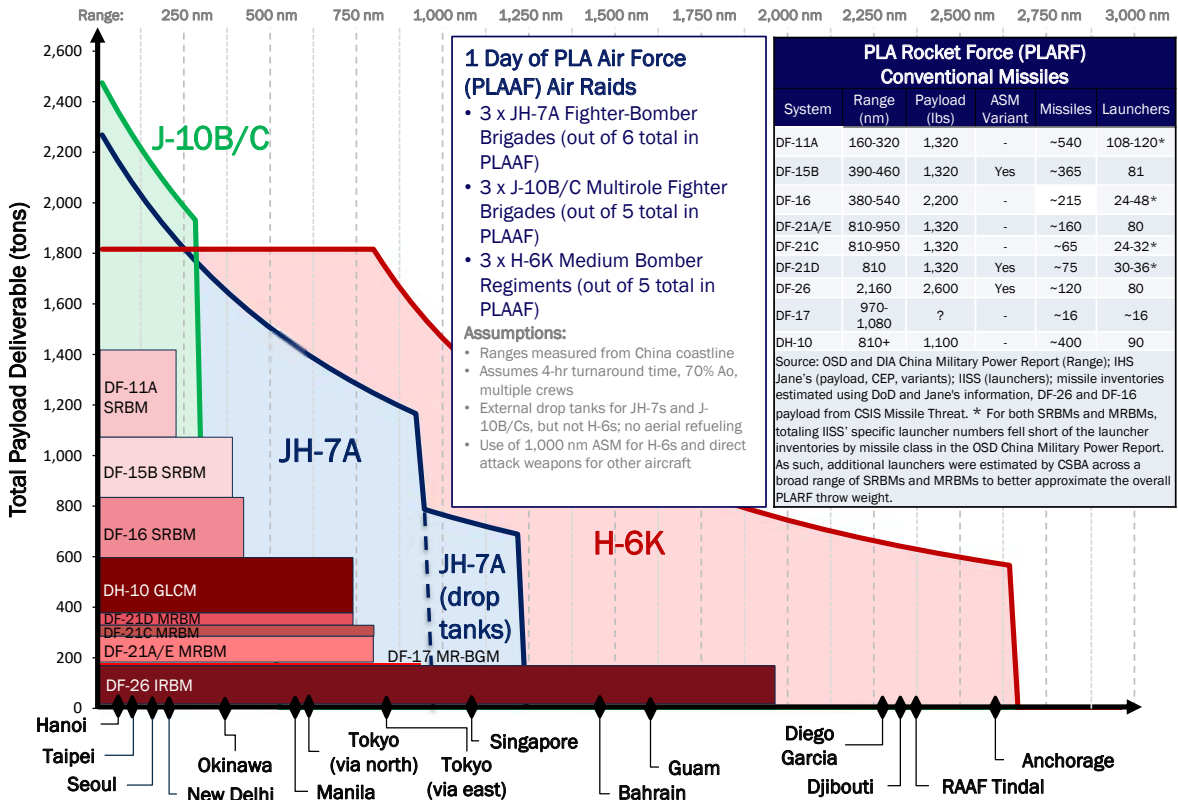 Range: 250 nm 500 nm 750 nm 1,000 nm 1,250 nm 1,500 nm 1,750 nm 2,000 nm 2,250 nm 2,500 nm 2,750 nm 3,000 nm
Total Payload Deliverable (tons)
2,600
2,400
2,200
2,000
1,800
1,600
1,400
1,200
1,000
800
600
400
200
0
J-10B/C
JH-7A
JH-7A
(drop
tanks)
H-6K
DF-11A
SRBM
DF-15B SRBM
DF-16 SRBM
DH-10 GLCM
DF-21D MRBM
DF-21C MRBM
DF-21A/E MRBM
DF-17 MR-BGM
DF-26 IRBM
1 Day of PLA Air Force
(PLAAF) Air Raids
• 3 x JH-7A Fighter-Bomber
Brigades (out of 6 total in
PLAAF)
• 3 x J-10B/C Multirole Fighter
Brigades (out of 5 total in
PLAAF)
• 3 x H-6K Medium Bomber
Regiments (out of 5 total in
PLAAF)
Assumptions:
• Ranges measured from China coastline
• Assumes 4-hr turnaround time, 70% Ao,
multiple crews
• External drop tanks for JH-7s and J-
10B/Cs, but not H-6s; no aerial refueling
• Use of 1,000 nm ASM for H-6s and direct
attack weapons for other aircraft
PLA Rocket Force (PLARF)
Conventional Missiles
System Range (nm) Payload (lbs) ASM Variant Missiles Launchers
DF-11A 160-320 1,320 - ~540 108-120*
DF-15B 390-460 1,320 Yes ~365 81
DF-16 380-540 2,200 - ~215 24-48*
DF-21A/E 810-950 1,320 - ~160 80
DF-21C 810-950 1,320 - ~65 24-32*
DF-21D 810 1,320 Yes ~75 30-36*
DF-26 2,160 2,600 Yes ~120 80
DF-17 970-1,080 ? - ~16 ~16
DH-10 810+ 1,100 - ~400 90
Source: OSD and DIA China Military Power Report (Range); IHS
Jane's (payload, CEP, variants); IISS (launchers); missile inventories
estimated using DoD and Jane's information, DF-26 and DF-16
payload from CSIS Missile Threat. * For both SRBMs and MRBMs,
totaling IISS' specific launcher numbers fell short of the launcher
inventories by missile class in the OSD China Military Power Report.
As such, additional launchers were estimated by CSBA across a
broad range of SRBMs and MRBMs to better approximate the overall
PLARF throw weight.
Hanoi
Taipei
Seoul
New Delhi
Okinawa
Manila
Tokyo
(via north)
Tokyo
(via east)
Singapore
Bahrain
Guam
Diego
Garcia
Djibouti
RAAF Tindal
Anchorage